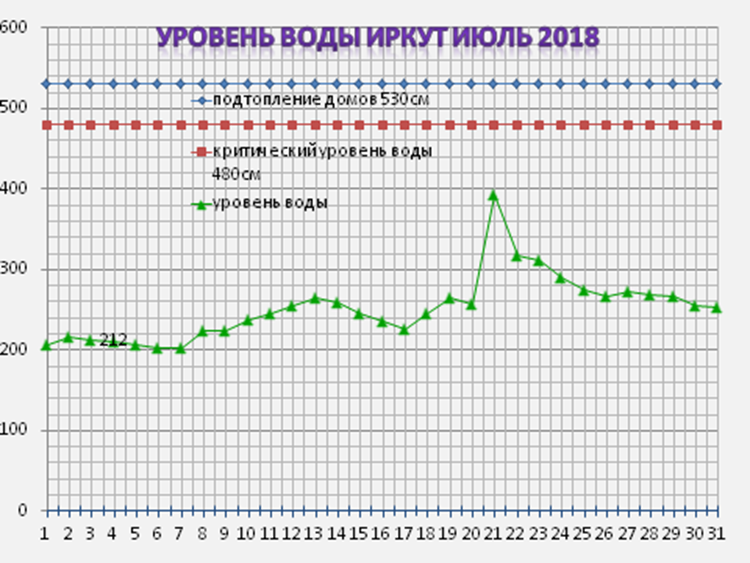 УРОВЕНЬ ВОДЫ ИРКУТ ИЮЛЬ 2018
600
500
400
300
200
100
0
подтопление домов 530см
критический уровень воды
480см
уровень воды
212
1 2 3 4 5 6 7 8 9 10 11 12 13 14 15 16 17 18 19 20 21 22 23 24 25 26 27 28 29 30 31